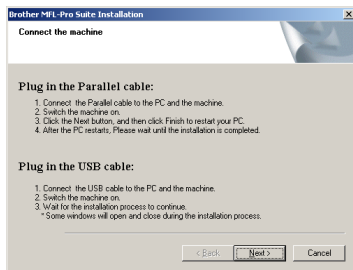 Brother MFL-Pro Suite Installation
Connect the machine
Plug in the Parallel cable:
1. Connect the Parallel cable to the PC and the machine.
2. Switch the machine on.
3. Click the Next button, and then click Finish to restart your PC.
4. After the PC restarts, Please wait until the installation is completed.
Plug in the USB cable:
1. Connect the USB cable to the PC and the machine.
2. Switch the machine on.
3. Wait for the installation process to continue.
* Some windows will open and close during the installation process.
< Back Next > Cancel